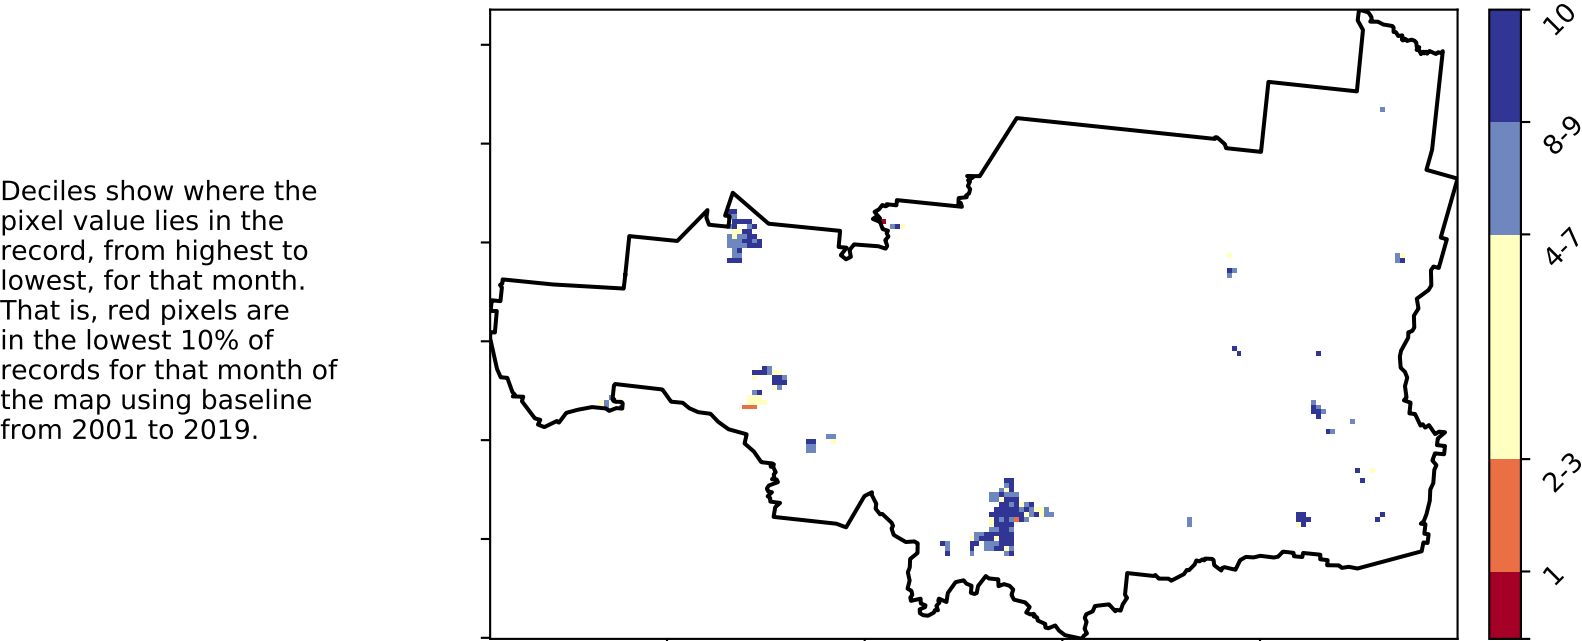 Deciles show where the
pixel value lies in the
record, from highest to
lowest, for that month.
That is, red pixels are
in the lowest 10% of
records for that month of
the map using baseline
from 2001 to 2019.
10
8-9
4-7
2-3
1